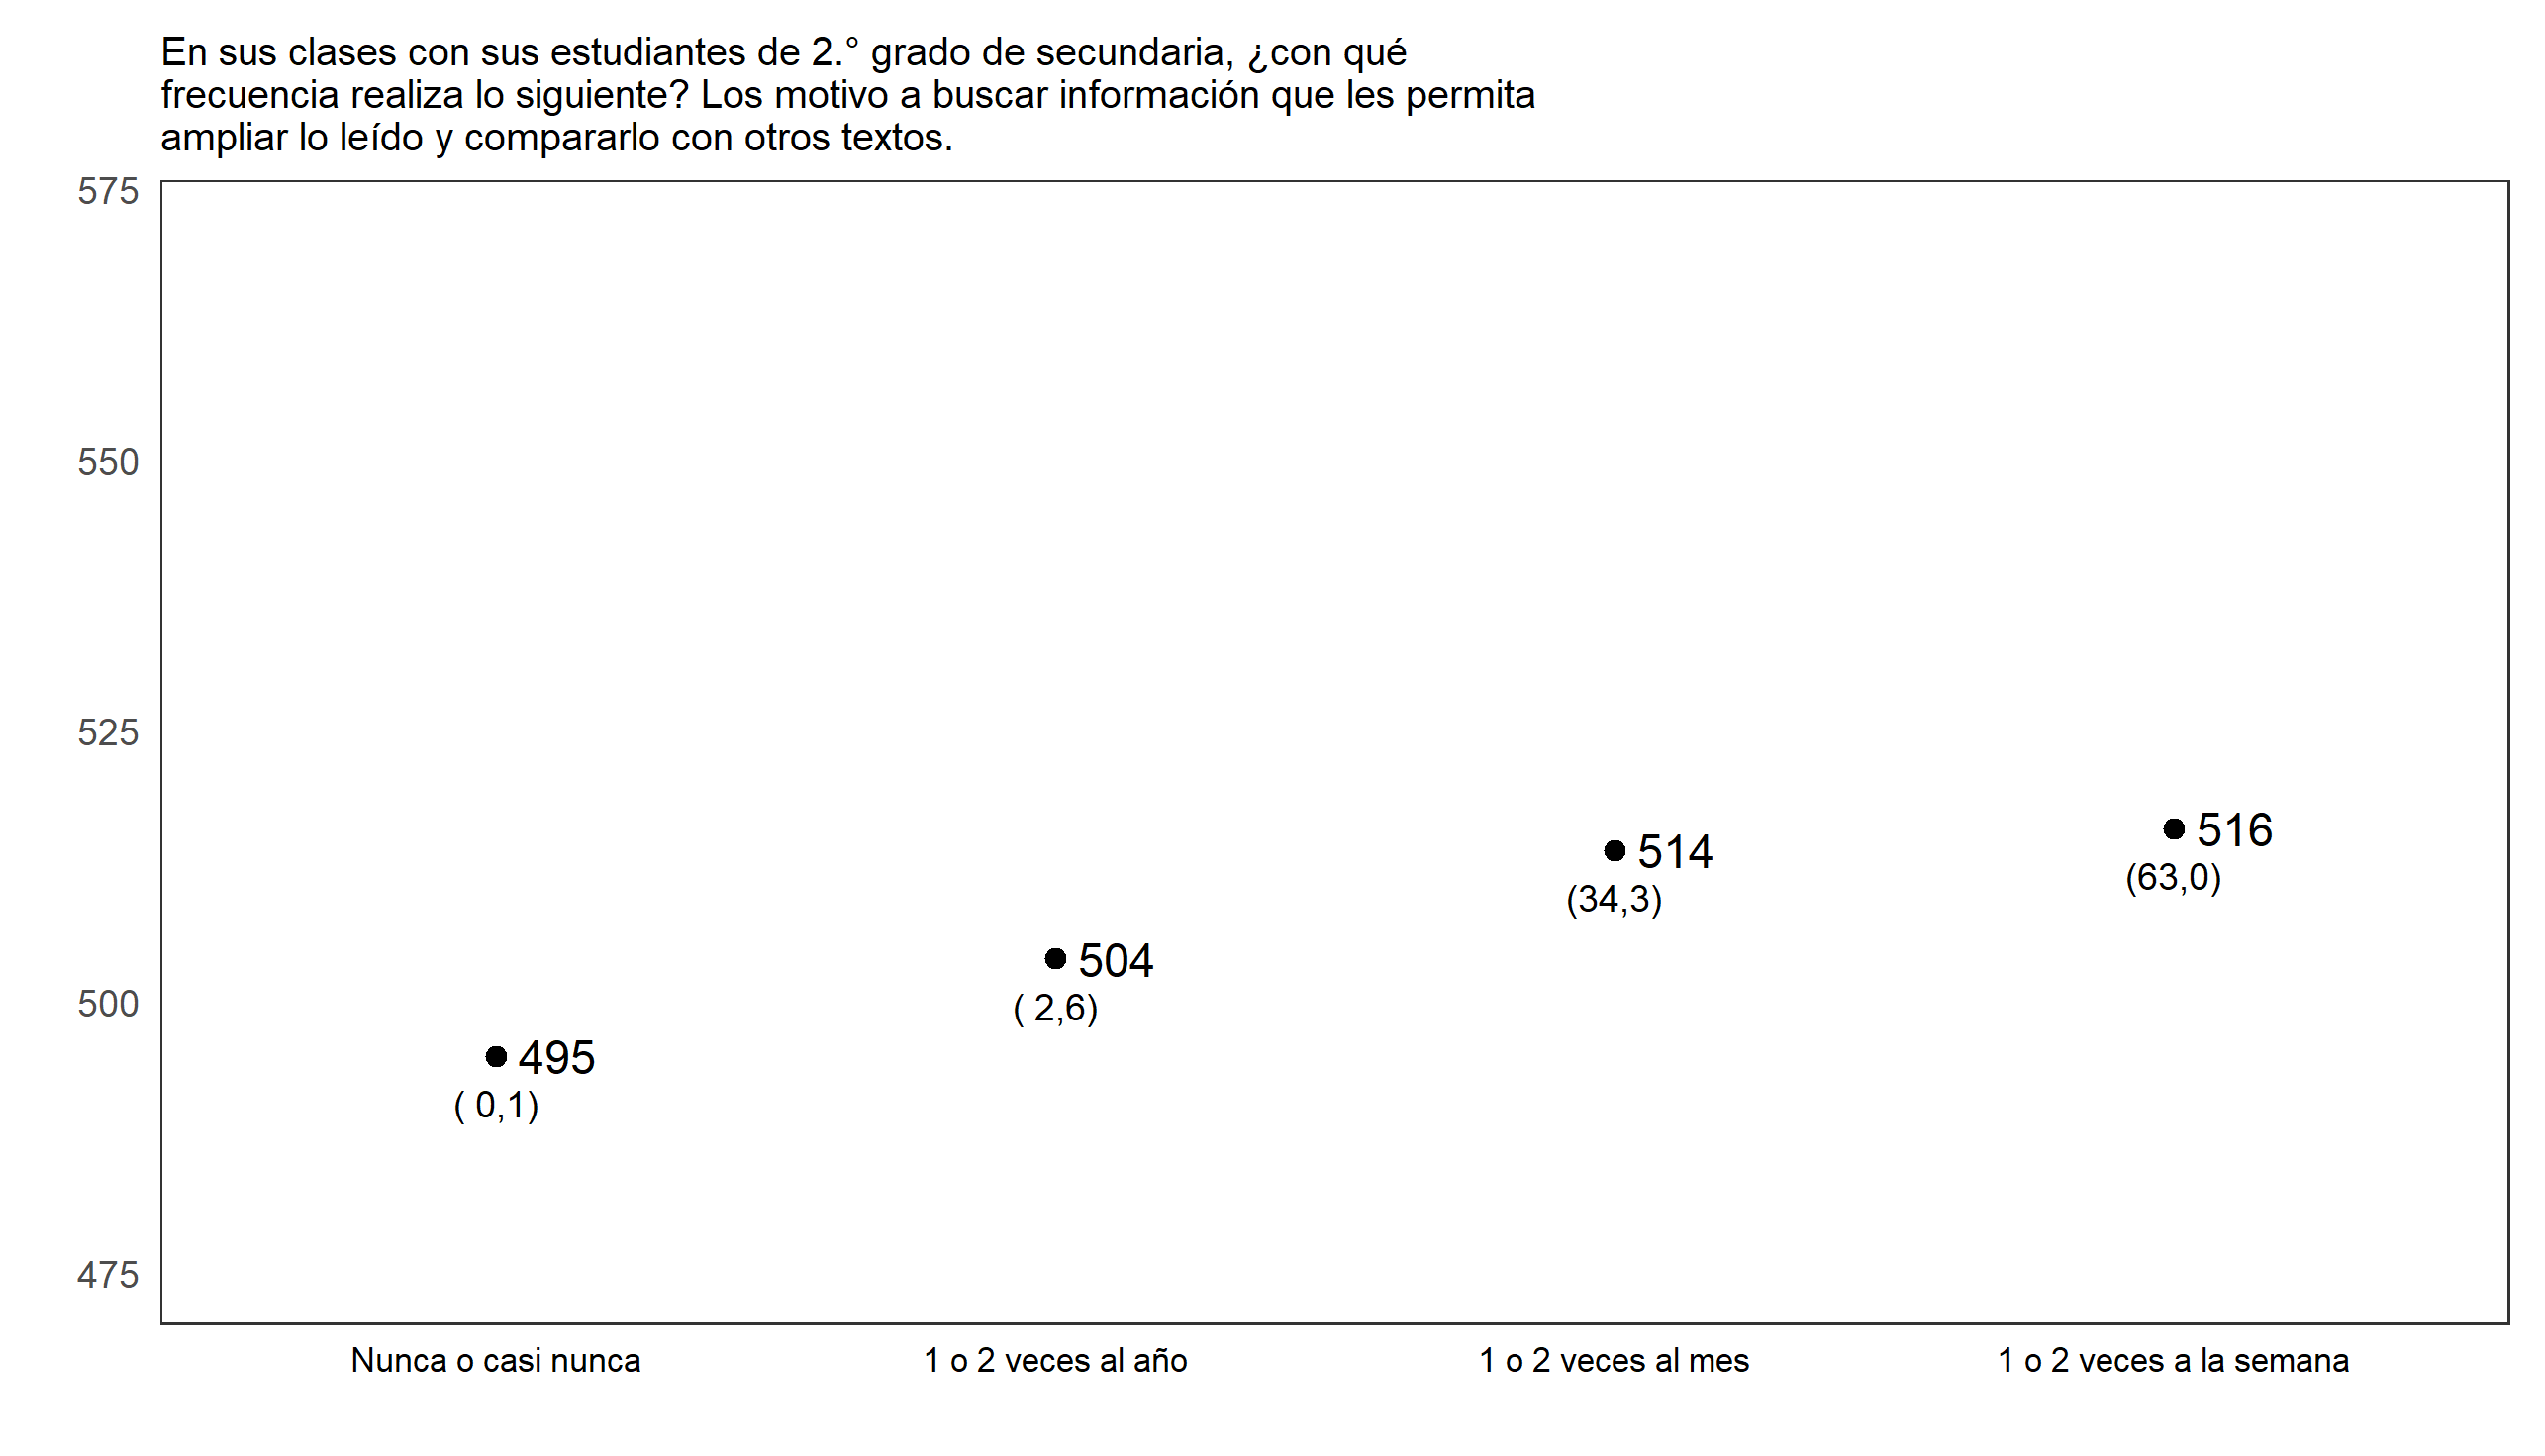 En sus clases con sus estudiantes de 2.° grado de secundaria, ¿con qué
frecuencia realiza lo siguiente? Los motivo a buscar información que les permita
ampliar lo leído y compararlo con otros textos.
575
550
525
500
475
516
(63,0)
514
(34,3)
504
( 2,6)
495
( 0,1)
Nunca o casi nunca
1 o 2 veces al año
1 o 2 veces al mes
1 o 2 veces a la semana